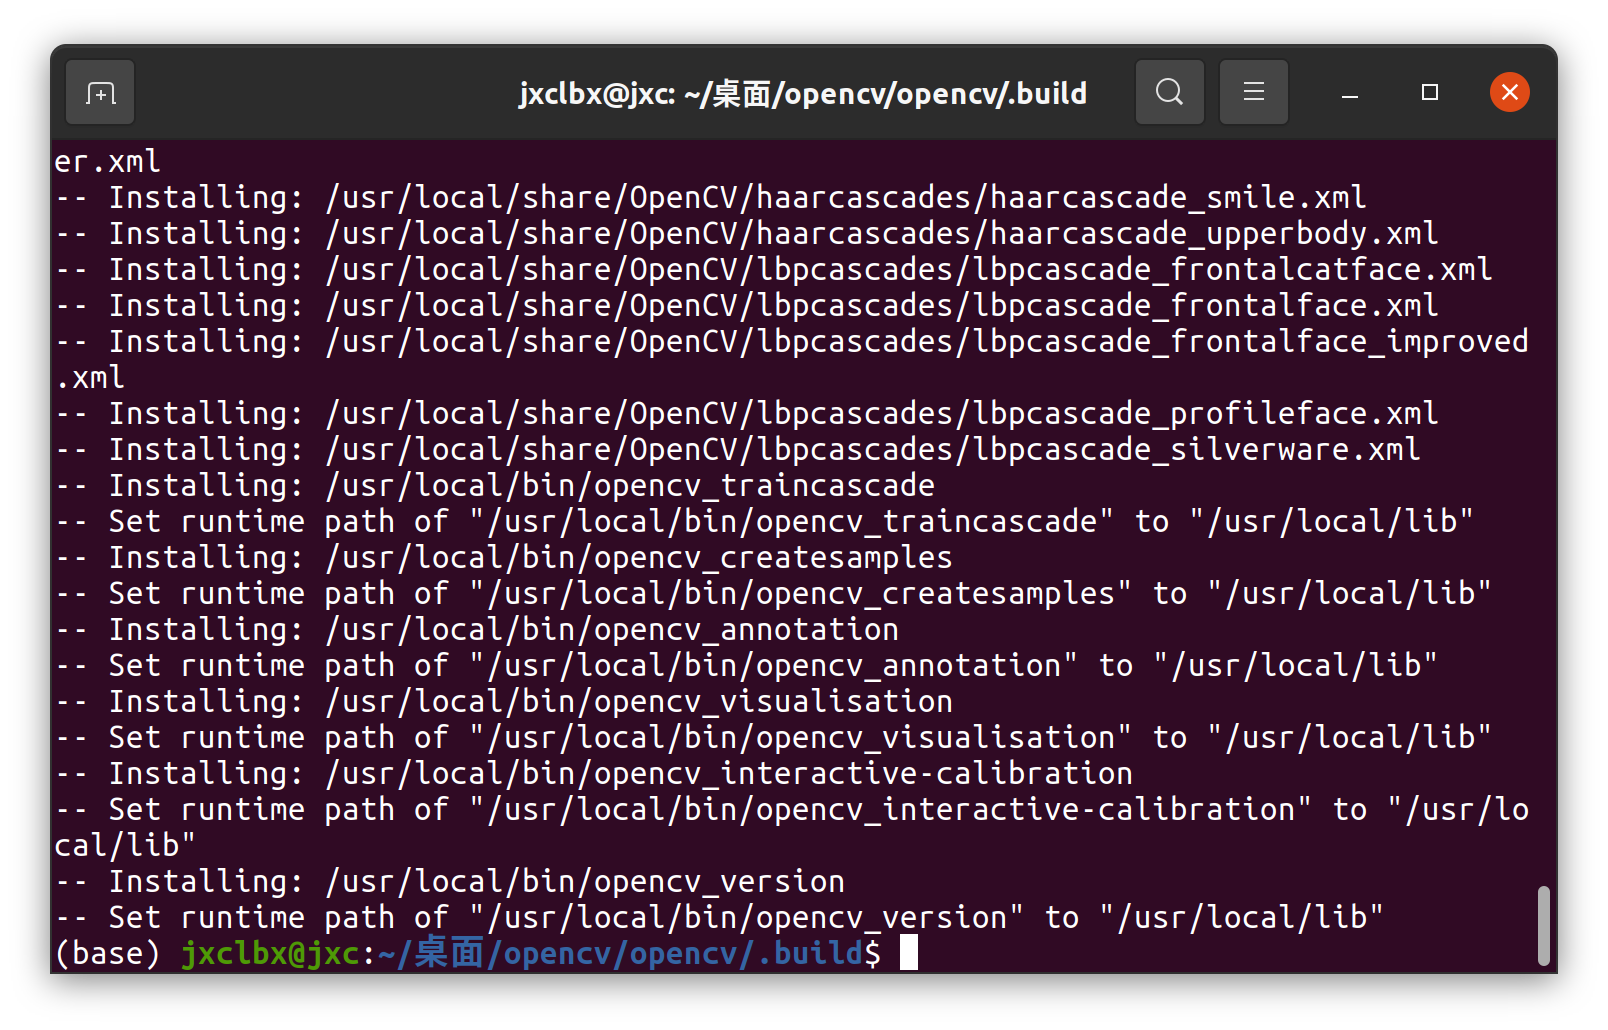 jxclbx@jxc: ~/桌面/opencv/opencv/.build
er.xml
-- Installing: /usr/local/share/OpenCV/haarcascades/haarcascade_smile.xml
-- Installing: /usr/local/share/OpenCV/haarcascades/haarcascade_upperbody.xml
-- Installing: /usr/local/share/OpenCV/lbpcascades/lbpcascade_frontalcatface.xml
-- Installing: /usr/local/share/OpenCV/lbpcascades/lbpcascade_frontalface.xml
-- Installing: /usr/local/share/OpenCV/lbpcascades/lbpcascade_frontalface_improved
.xml
-- Installing: /usr/local/share/OpenCV/lbpcascades/lbpcascade_profileface.xml
-- Installing: /usr/local/share/OpenCV/lbpcascades/lbpcascade_silverware.xml
-- Installing: /usr/local/bin/opencv_traincascade
-- Set runtime path of "/usr/local/bin/opencv_traincascade" to "/usr/local/lib"
-- Installing: /usr/local/bin/opencv_createsamples
-- Set runtime path of "/usr/local/bin/opencv_createsamples" to "/usr/local/lib"
-- Installing: /usr/local/bin/opencv_annotation
-- Set runtime path of "/usr/local/bin/opencv_annotation" to "/usr/local/lib"
-- Installing: /usr/local/bin/opencv_visualisation
-- Set runtime path of "/usr/local/bin/opencv_visualisation" to "/usr/local/lib"
-- Installing: /usr/local/bin/opencv_interactive-calibration
-- Set runtime path of "/usr/local/bin/opencv_interactive-calibration" to "/usr/lo
cal/lib"
-- Installing: /usr/local/bin/opencv_version
-- Set runtime path of "/usr/local/bin/opencv_version" to "/usr/local/lib"
(base) jxclbx@jxc:~/桌面/opencv/opencv/.build$